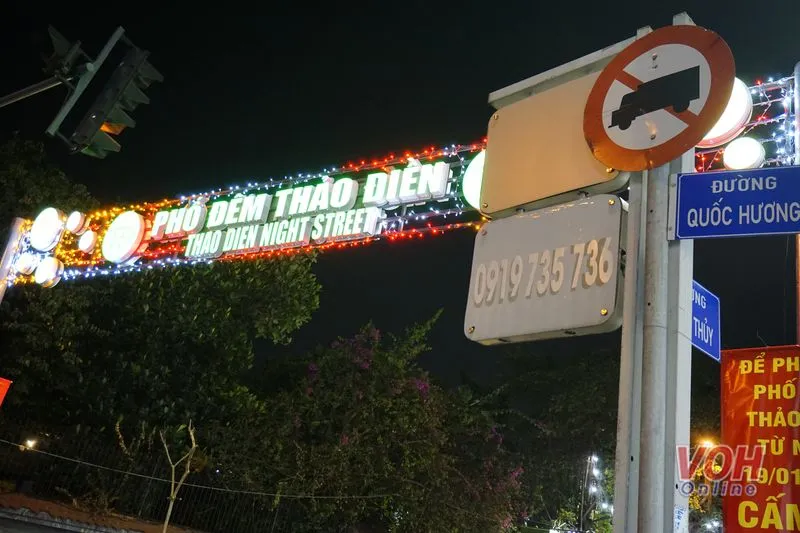 PHỐ ĐÊM THẢO ĐIỀN
THAO DIEN NIGHT STREET
0919 735 736
ĐƯỜNG
QUỐC HƯƠNG
THỦY
ĐỂ PH
PHỐ
THẢO
TỪ N
19/01
CẤM
VOH
Online